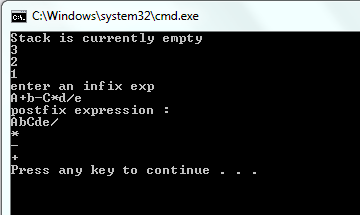 C:\Windows\system32\cmd.exe
Stack is currently empty
3
2
1
enter an infix exp
A+b-C*d/e
postfix expression :
AbCde/
*
-
+
Press any key to continue . . .